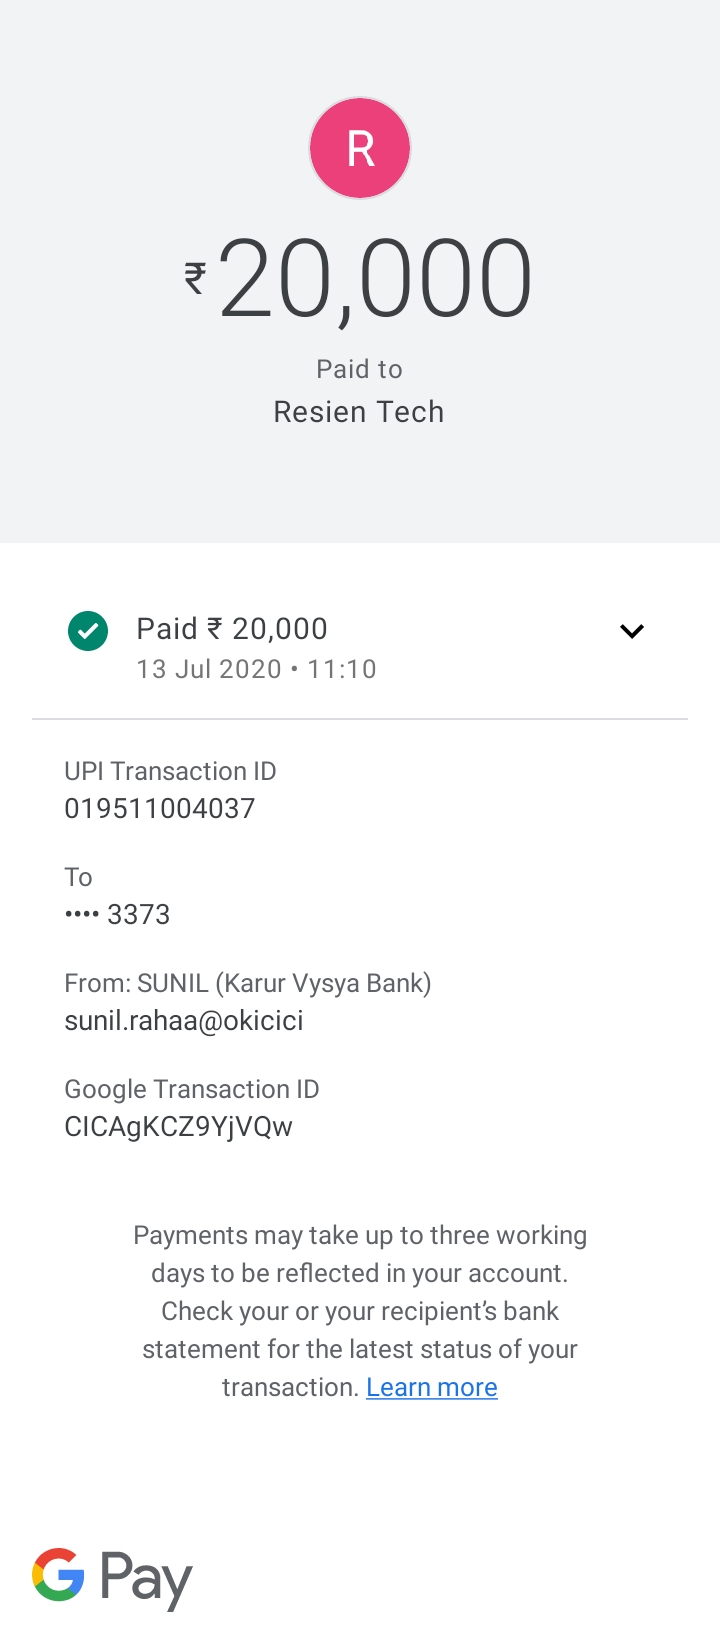 R
₹20,000
Paid to
Resien Tech
Paid ₹ 20,000
13 Jul 2020 • 11:10
UPI Transaction ID
019511004037
To
•••• 3373
From: SUNIL (Karur Vysya Bank)
sunil.rahaa@okicici
Google Transaction ID
CICAgKCZ9YjVQw
Payments may take up to three working
days to be reflected in your account.
Check your or your recipient's bank
statement for the latest status of your
transaction. Learn more
G Pay